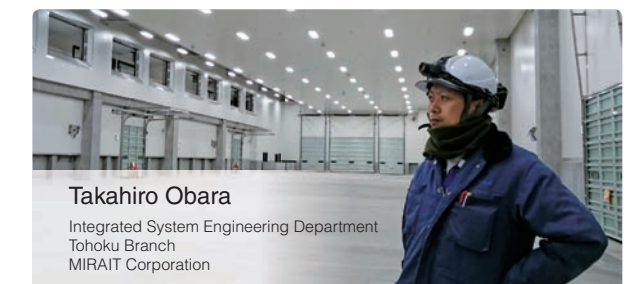 Takahiro Obara
Integrated System Engineering Department
Tohoku Branch
MIRAIT Corporation